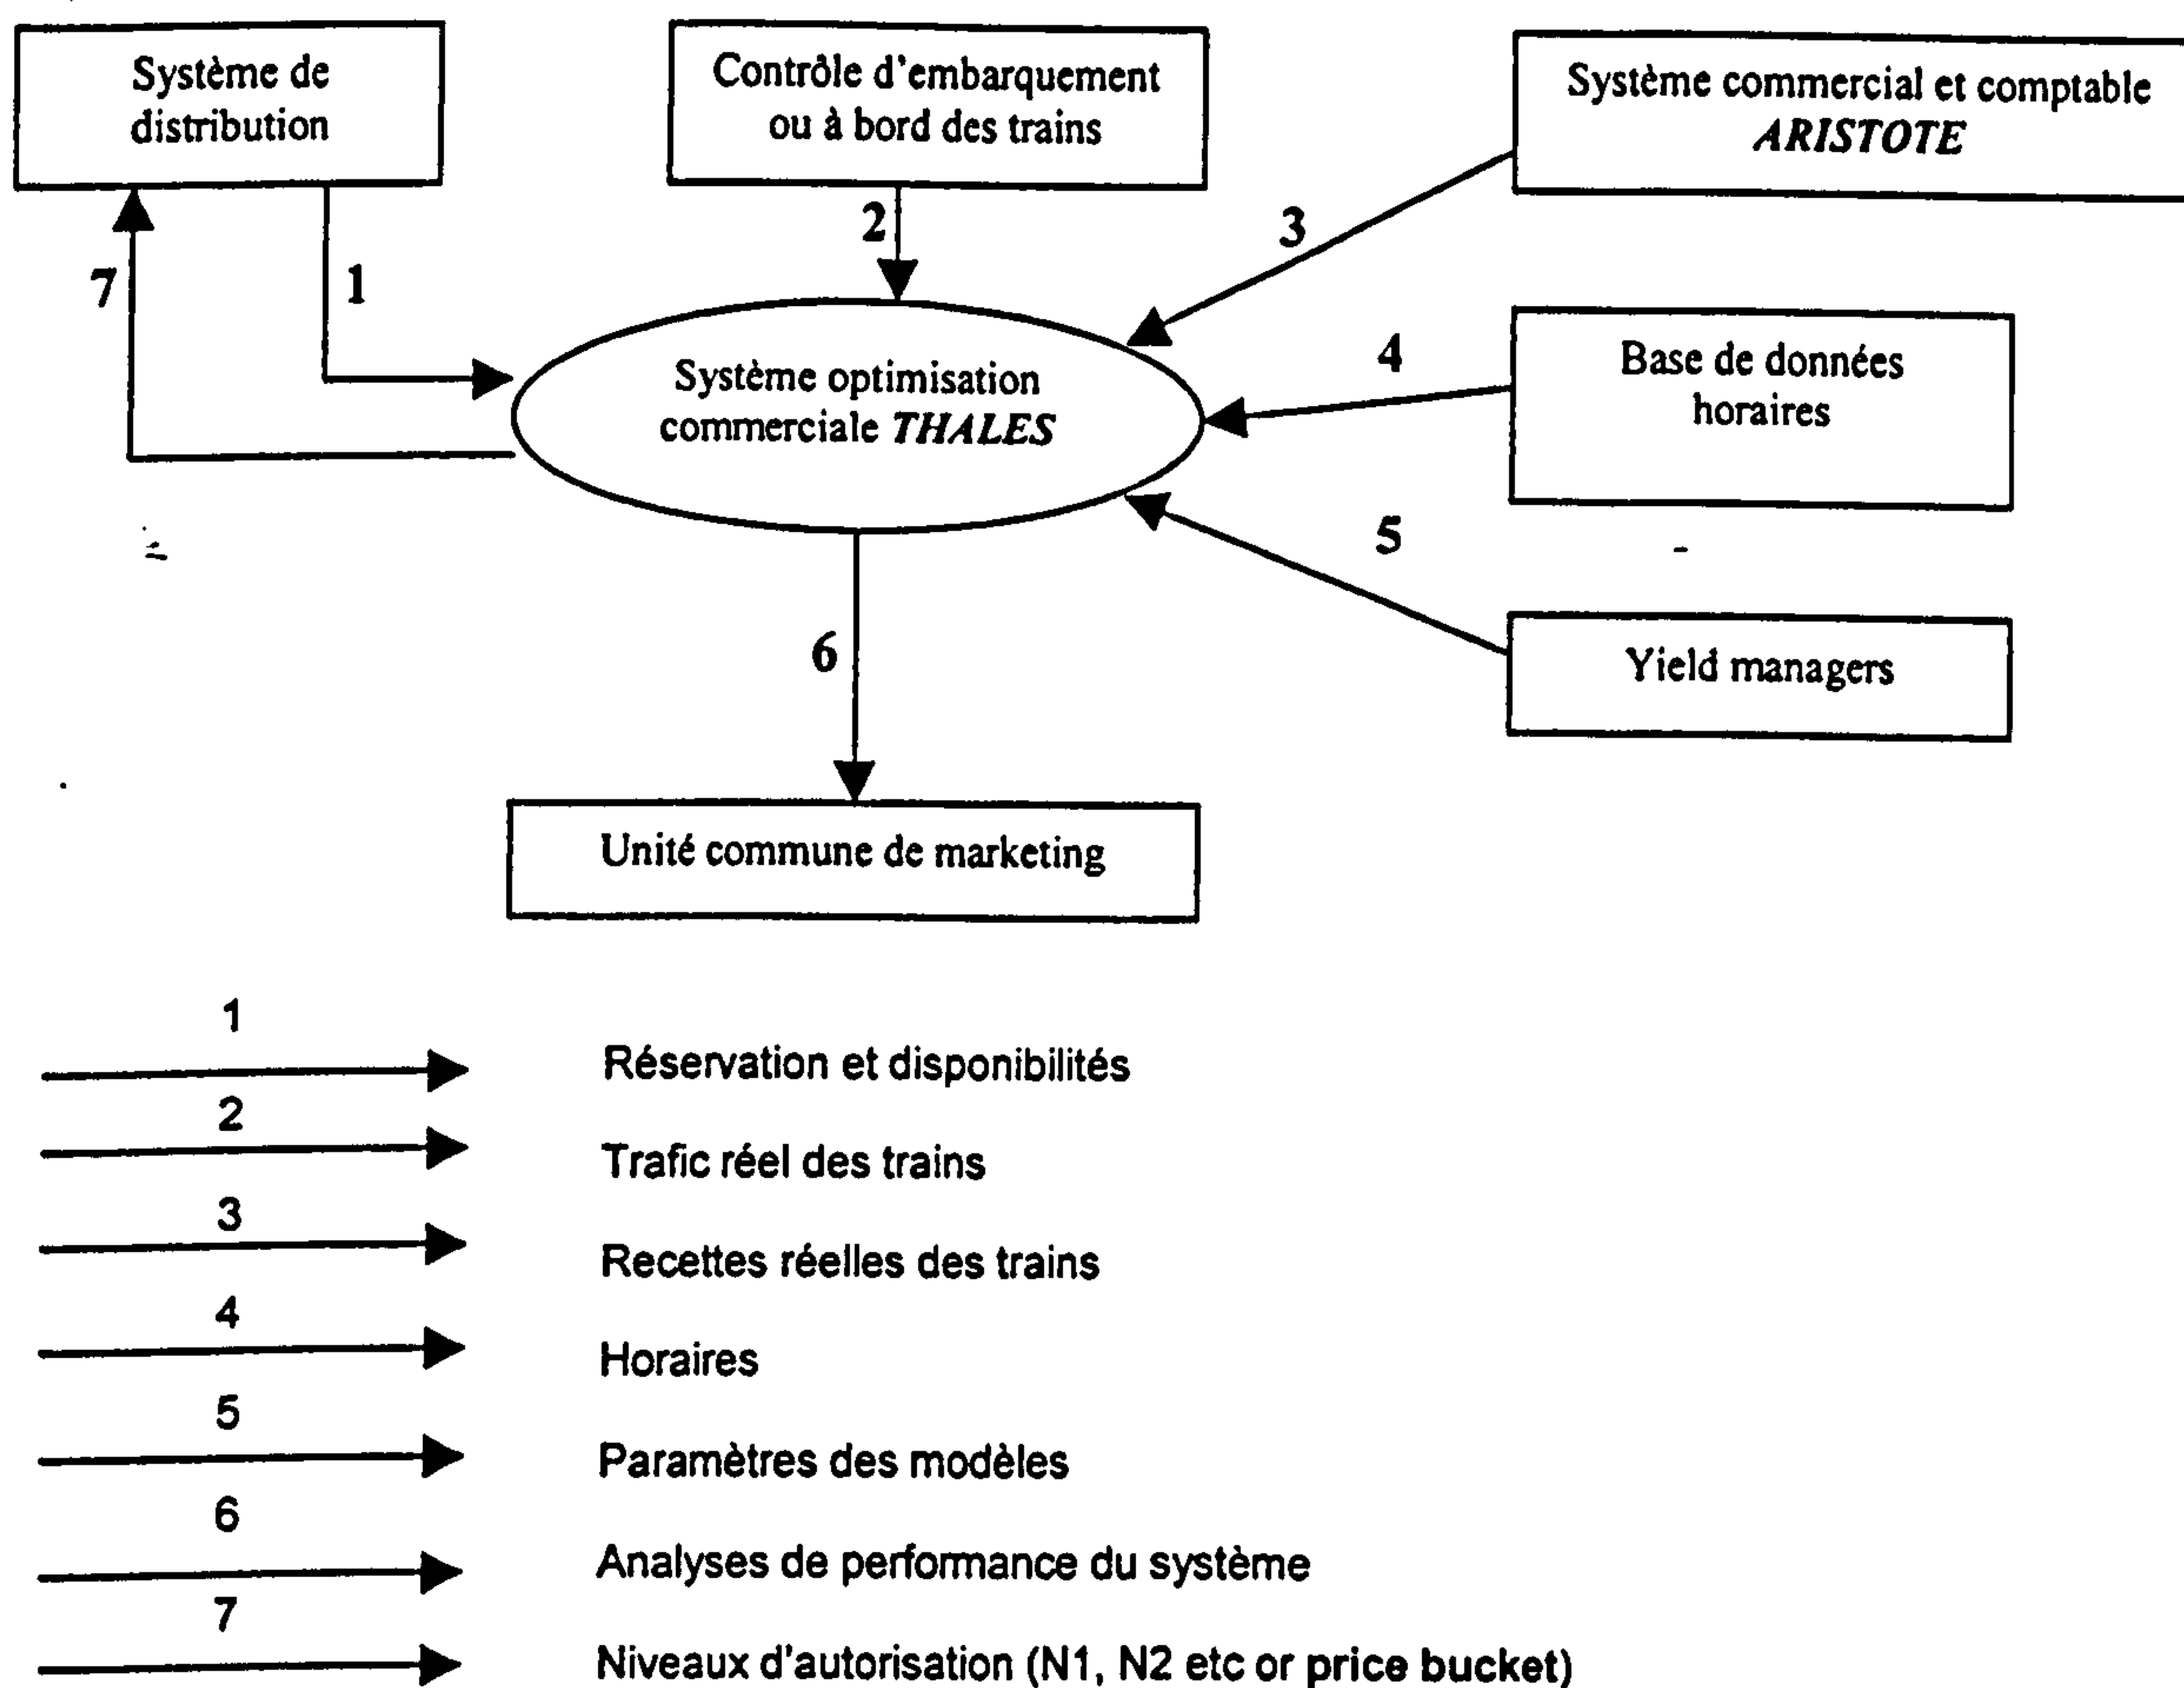 Système de
distribution
Contrôle d'embarquement
ou à bord des trains
Système commercial et comptable
ARISTOTE
7
1
2
3
Système optimisation
commerciale THALES
4
Base de données
horaires
5
6
Yield managers
Unité commune de marketing
1
Réservation et disponibilités
2
Trafic réel des trains
3
Recettes réelles des trains
4
Horaires
5
Paramètres des modèles
6
Analyses de performance du système
7
Niveaux d'autorisation (N1, N2 etc or price bucket)